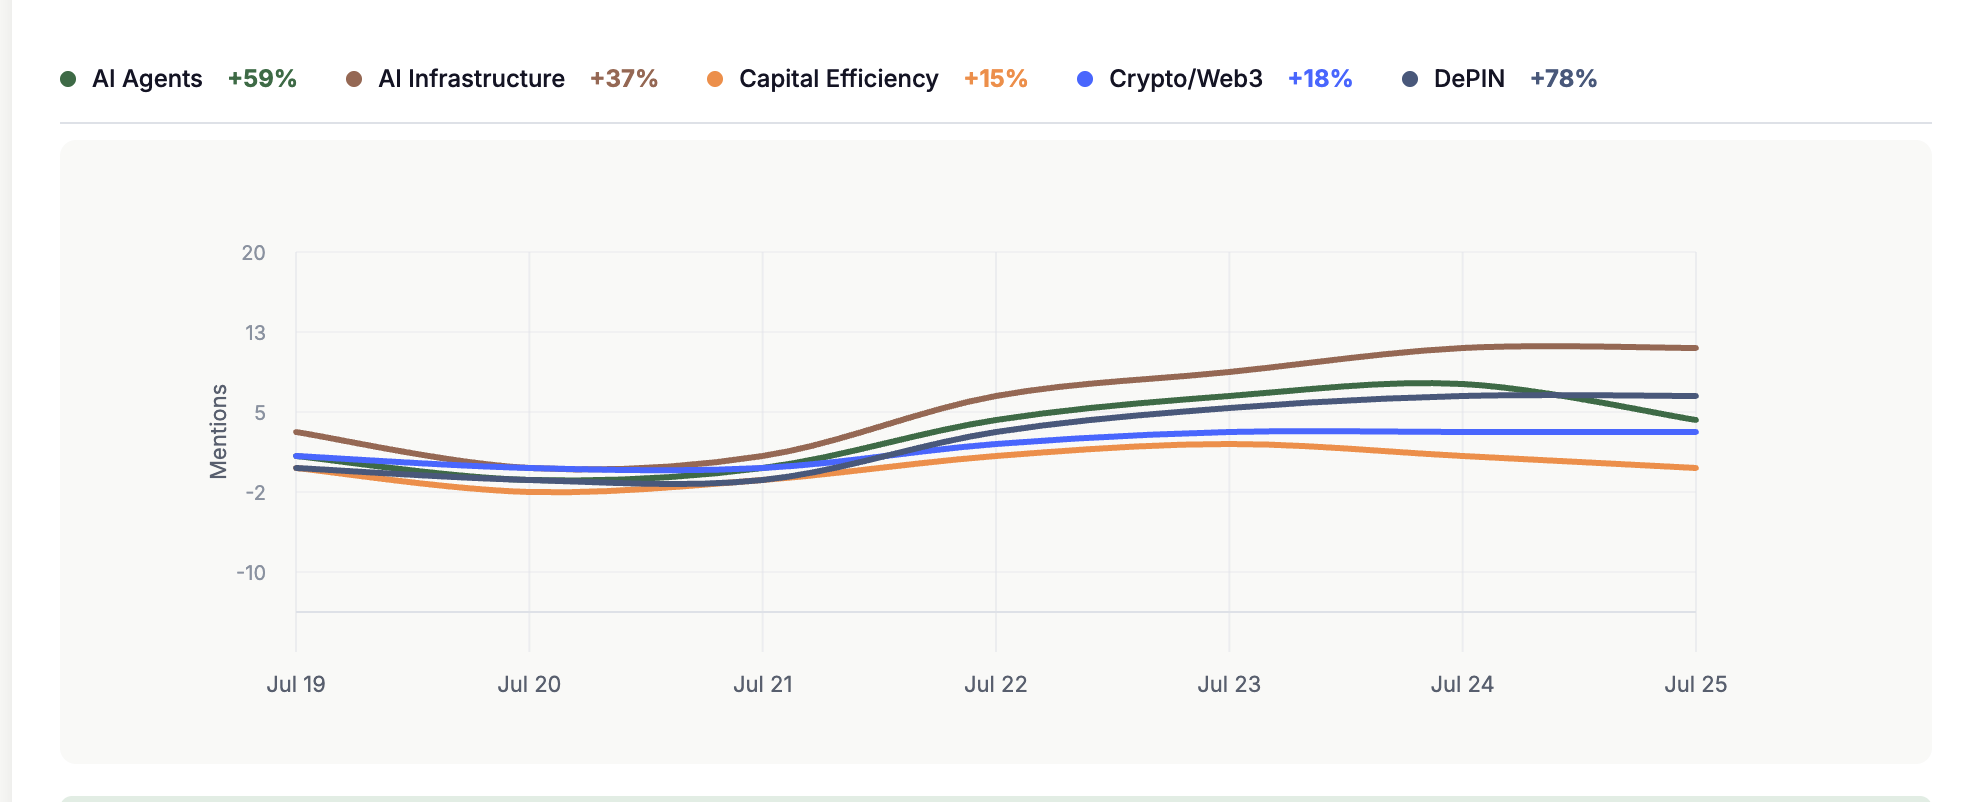 AI Agents +59% AI Infrastructure +37% Capital Efficiency +15% Crypto/Web3 +18% DePIN +78%
20
13
5
-2
-10
Mentions
Jul 19 Jul 20 Jul 21 Jul 22 Jul 23 Jul 24 Jul 25